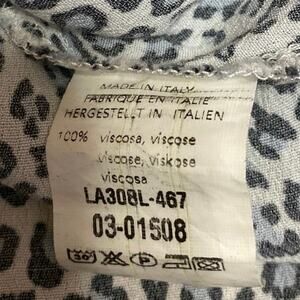 MADE IN ITALY
FABRIQUE EN ITALIE
HERGESTELLT IN ITALIEN
100% viscosa, viscose
viscose, Viskose
viscosa
LA308L-467
03-01508